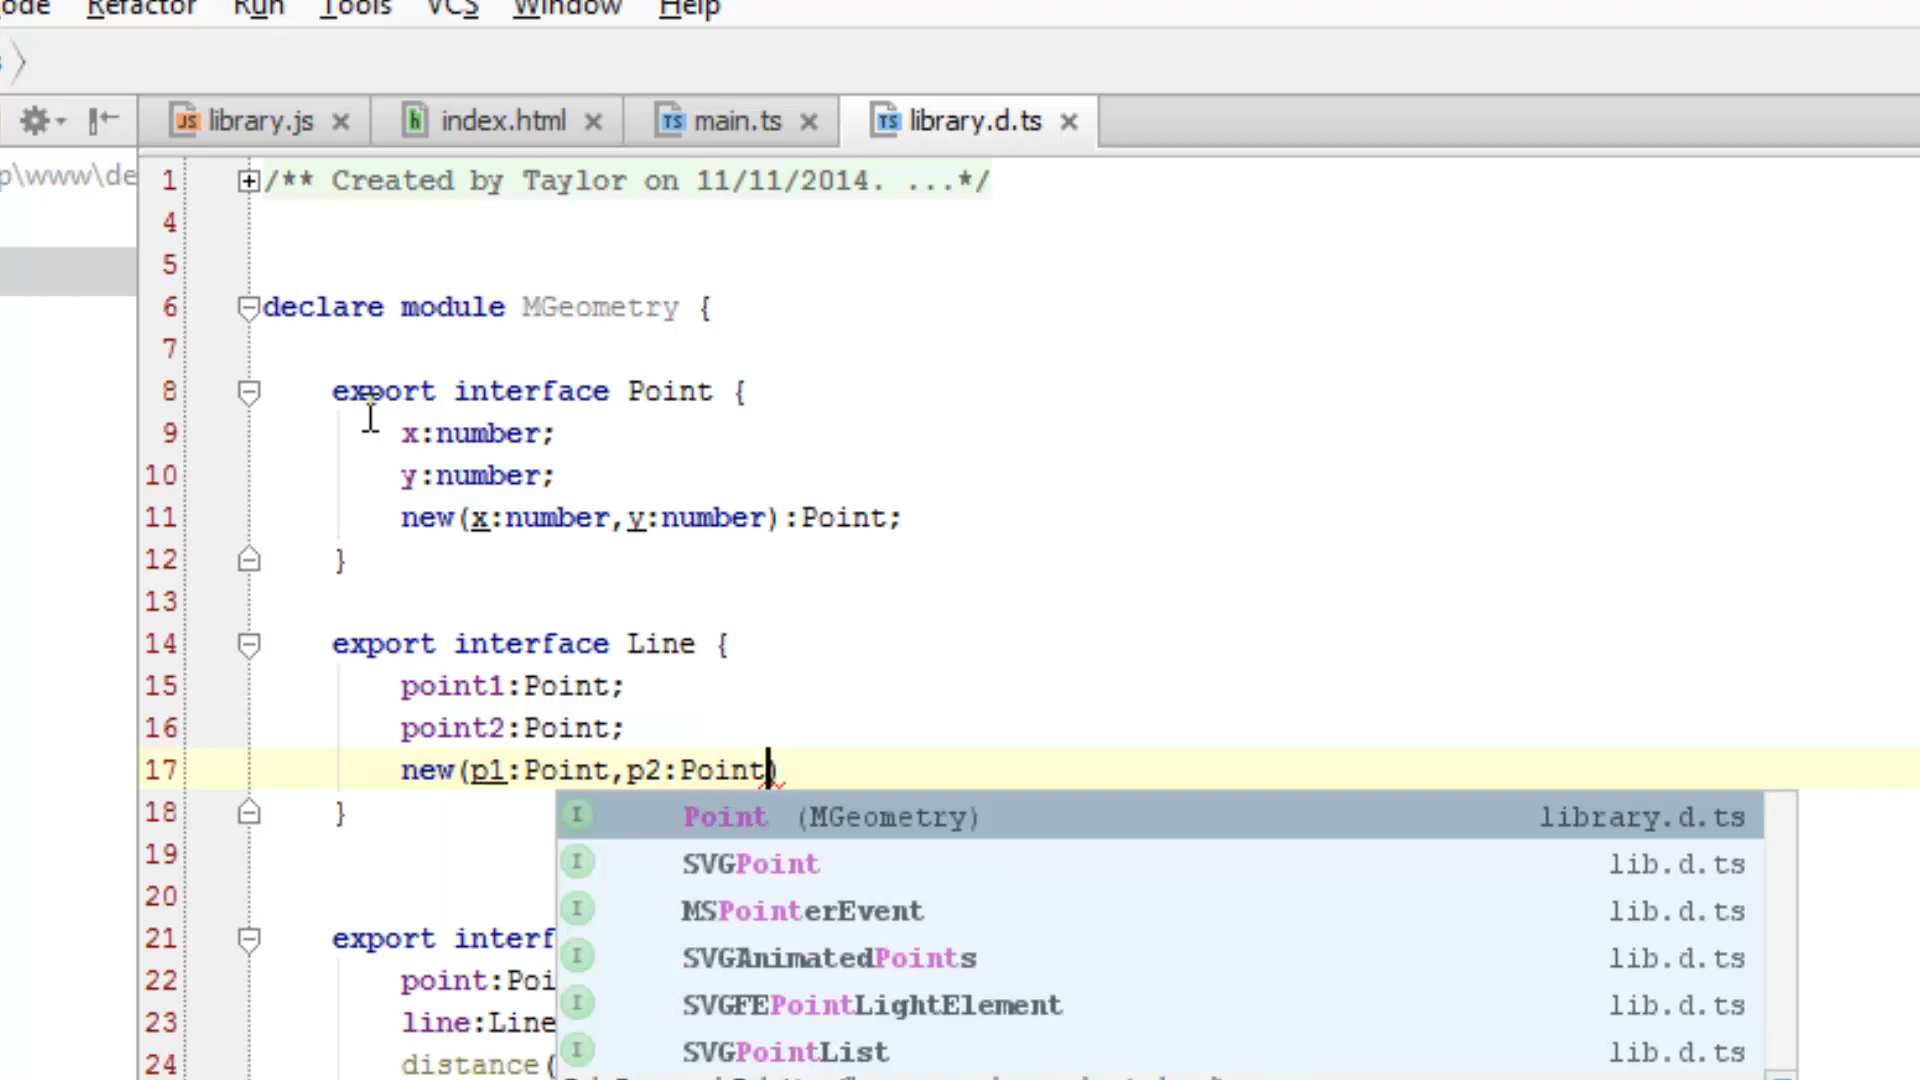 Refactor Run Tools VCS Window Help
library.js index.html main.ts library.d.ts
p\www\de
1 /** Created by Taylor on 11/11/2014. ...*/
4
5
6 declare module MGeometry {
7
8 export interface Point {
9 x:number;
10 y:number;
11 new(x:number,y:number):Point;
12 }
13
14 export interface Line {
15 point1:Point;
16 point2:Point;
17 new(p1:Point,p2:Point)
18 }
19
20
21 export interf
22 point:Poi
23 line:Line
24 distance(
I Point (MGeometry) library.d.ts
I SVGPoint lib.d.ts
I MSPointerEvent lib.d.ts
I SVGAnimatedPoints lib.d.ts
I SVGFEPointLightElement lib.d.ts
I SVGPointList lib.d.ts